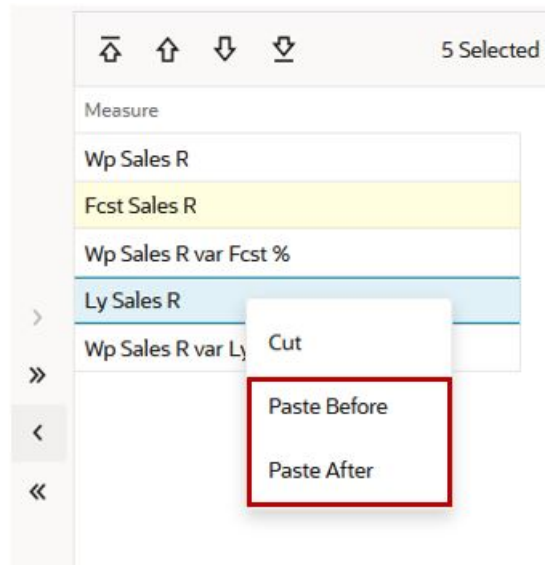 5 Selected
Measure
Wp Sales R
Fcst Sales R
Wp Sales R var Fcst %
Ly Sales R
Wp Sales R var Ly
Cut
Paste Before
Paste After